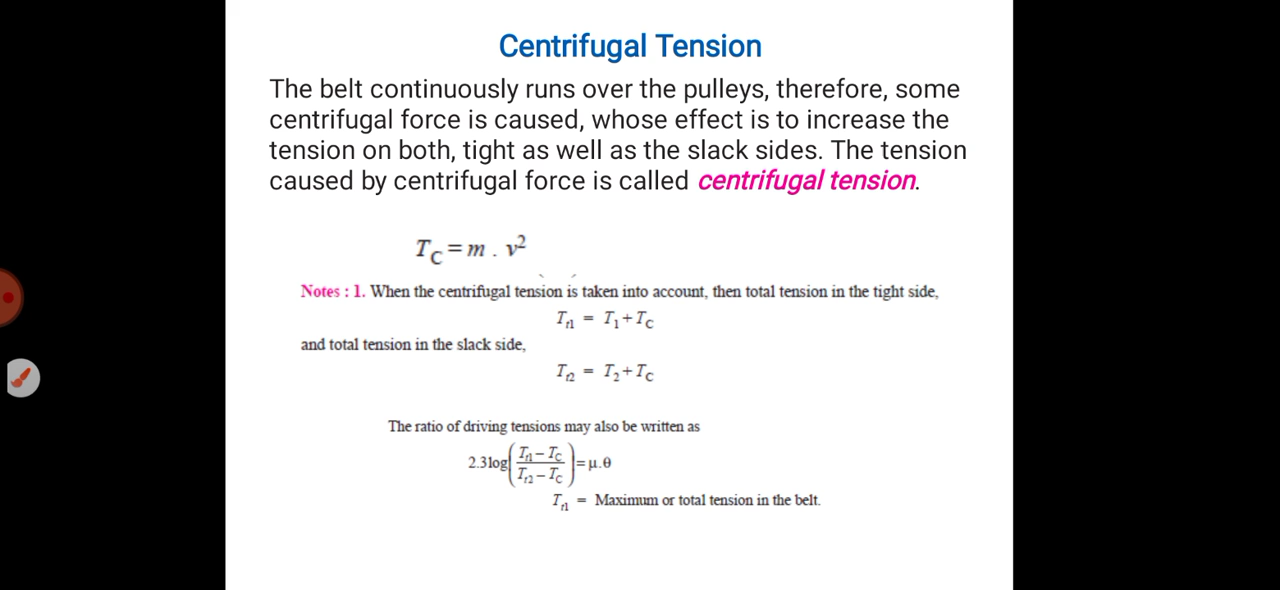 Centrifugal Tension
The belt continuously runs over the pulleys, therefore, some
centrifugal force is caused, whose effect is to increase the
tension on both, tight as well as the slack sides. The tension
caused by centrifugal force is called centrifugal tension.
T_C = m . v²
Notes : 1. When the centrifugal tension is taken into account, then total tension in the tight side,
T_t1 = T_1 + T_C
and total tension in the slack side,
T_t2 = T_2 + T_C
The ratio of driving tensions may also be written as
2.3log((T_t1 − T_C)/(T_t2 − T_C)) = μ.θ
T_t1 = Maximum or total tension in the belt.